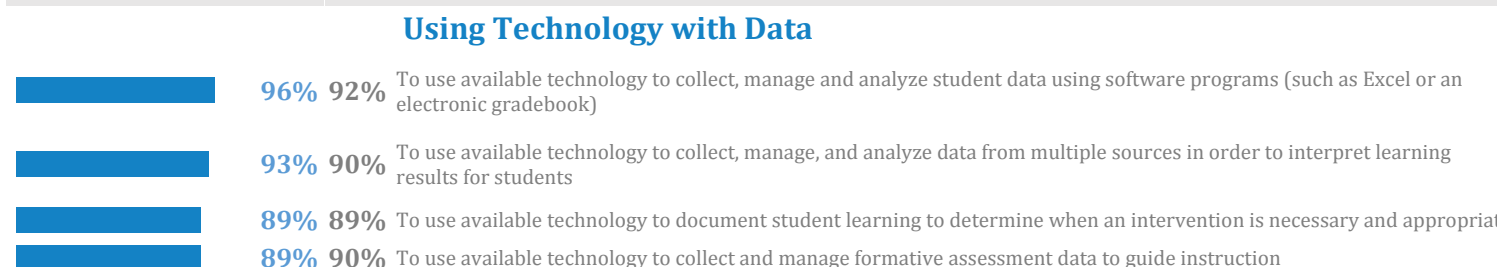 Using Technology with Data
96% 92% To use available technology to collect, manage and analyze student data using software programs (such as Excel or an
electronic gradebook)
93% 90% To use available technology to collect, manage, and analyze data from multiple sources in order to interpret learning
results for students
89% 89% To use available technology to document student learning to determine when an intervention is necessary and appropriat
89% 90% To use available technology to collect and manage formative assessment data to guide instruction